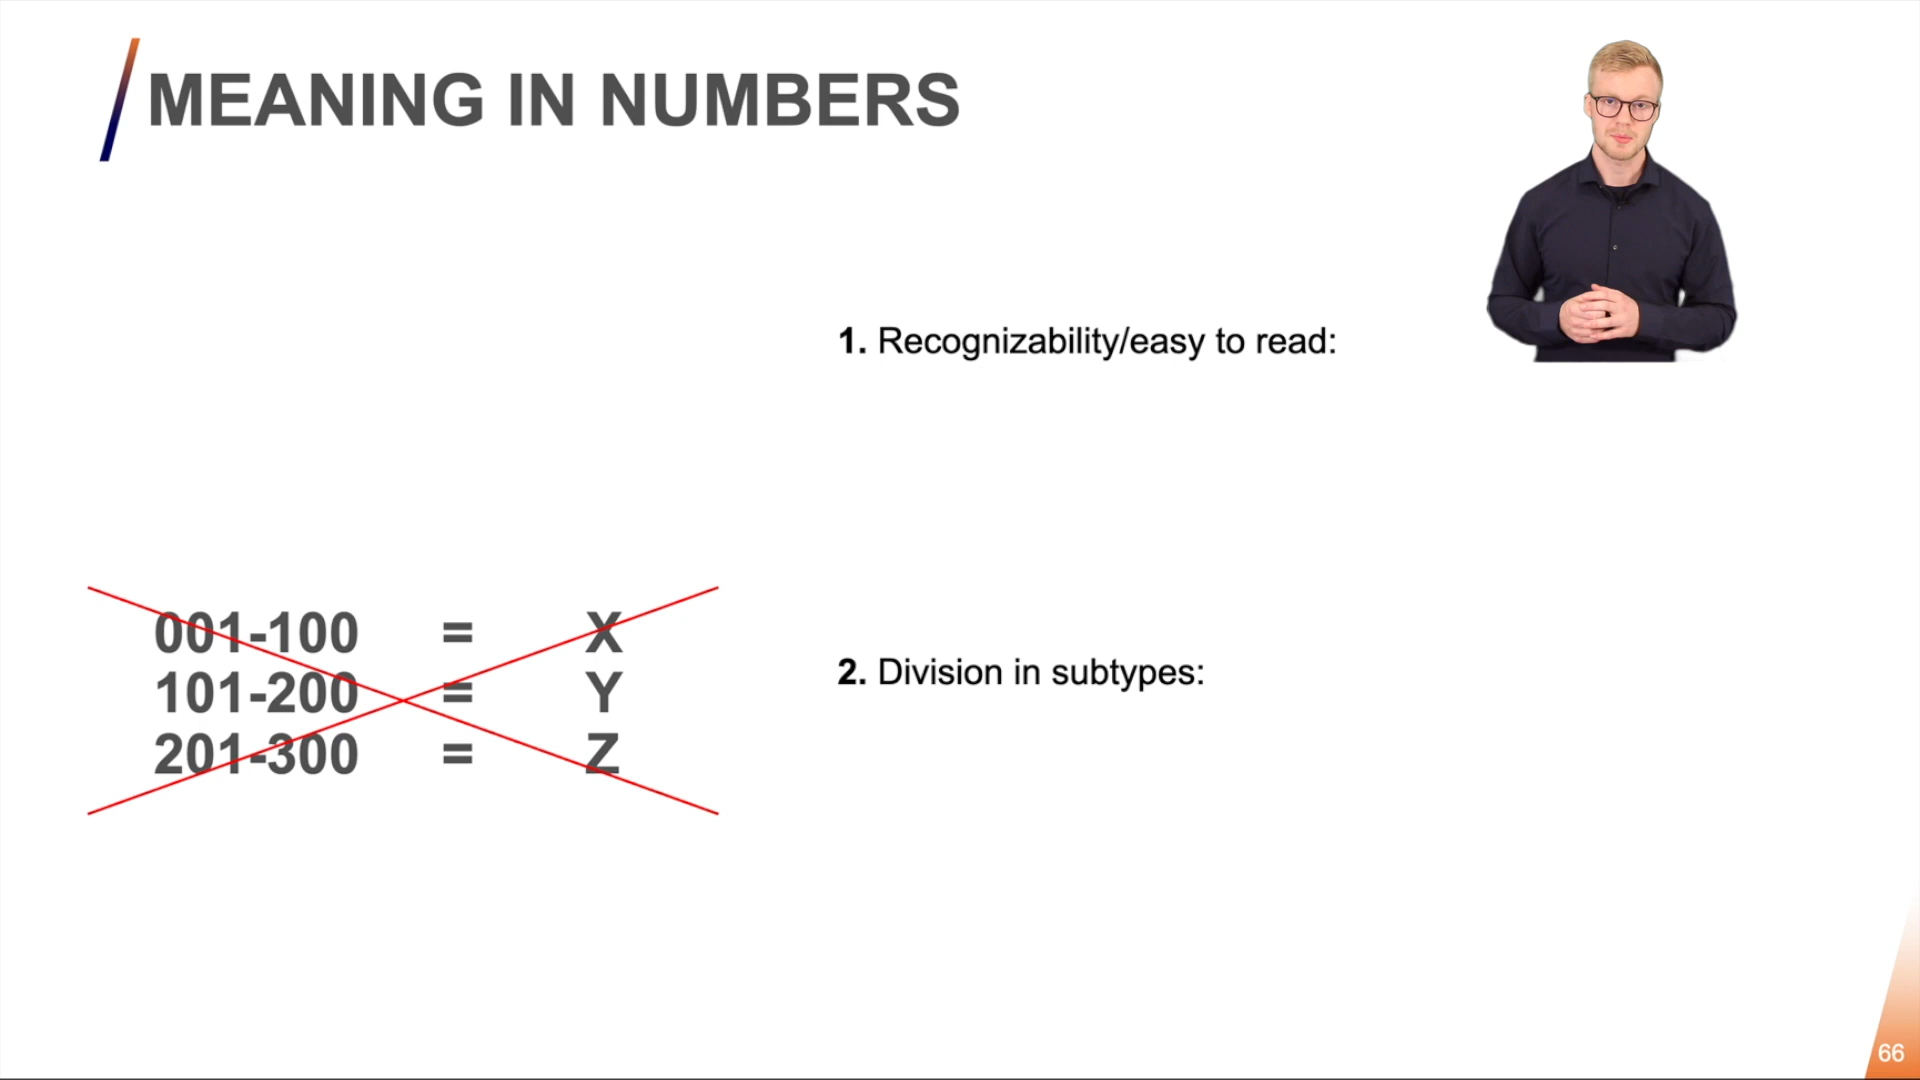 MEANING IN NUMBERS
1. Recognizability/easy to read:
001-100 = X
101-200 = Y
201-300 = Z
2. Division in subtypes:
66